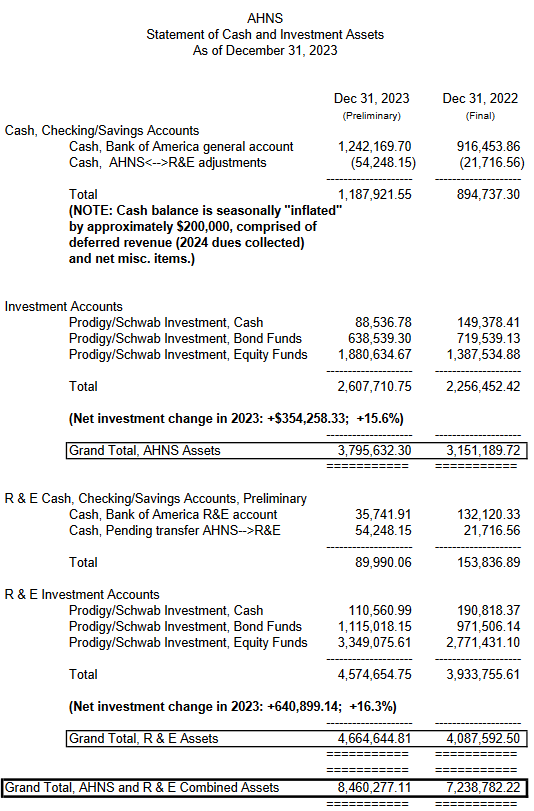 AHNS
Statement of Cash and Investment Assets
As of December 31, 2023
Dec 31, 2023 Dec 31, 2022
(Preliminary) (Final)
Cash, Checking/Savings Accounts
Cash, Bank of America general account 1,242,169.70 916,453.86
Cash, AHNS<-->R&E adjustments (54,248.15) (21,716.56)
--------------------- ---------------------
Total 1,187,921.55 894,737.30
(NOTE: Cash balance is seasonally "inflated"
by approximately $200,000, comprised of
deferred revenue (2024 dues collected)
and net misc. items.)
Investment Accounts
Prodigy/Schwab Investment, Cash 88,536.78 149,378.41
Prodigy/Schwab Investment, Bond Funds 638,539.30 719,539.13
Prodigy/Schwab Investment, Equity Funds 1,880,634.67 1,387,534.88
--------------------- ---------------------
Total 2,607,710.75 2,256,452.42
(Net investment change in 2023: +$354,258.33; +15.6%)
--------------------- ---------------------
Grand Total, AHNS Assets 3,795,632.30 3,151,189.72
=========== ===========
R & E Cash, Checking/Savings Accounts, Preliminary
Cash, Bank of America R&E account 35,741.91 132,120.33
Cash, Pending transfer AHNS-->R&E 54,248.15 21,716.56
--------------------- ---------------------
Total 89,990.06 153,836.89
R & E Investment Accounts
Prodigy/Schwab Investment, Cash 110,560.99 190,818.37
Prodigy/Schwab Investment, Bond Funds 1,115,018.15 971,506.14
Prodigy/Schwab Investment, Equity Funds 3,349,075.61 2,771,431.10
--------------------- ---------------------
Total 4,574,654.75 3,933,755.61
(Net investment change in 2023: +640,899.14; +16.3%)
--------------------- ---------------------
Grand Total, R & E Assets 4,664,644.81 4,087,592.50
=========== ===========
=========== ===========
Grand Total, AHNS and R & E Combined Assets 8,460,277.11 7,238,782.22
=========== ===========